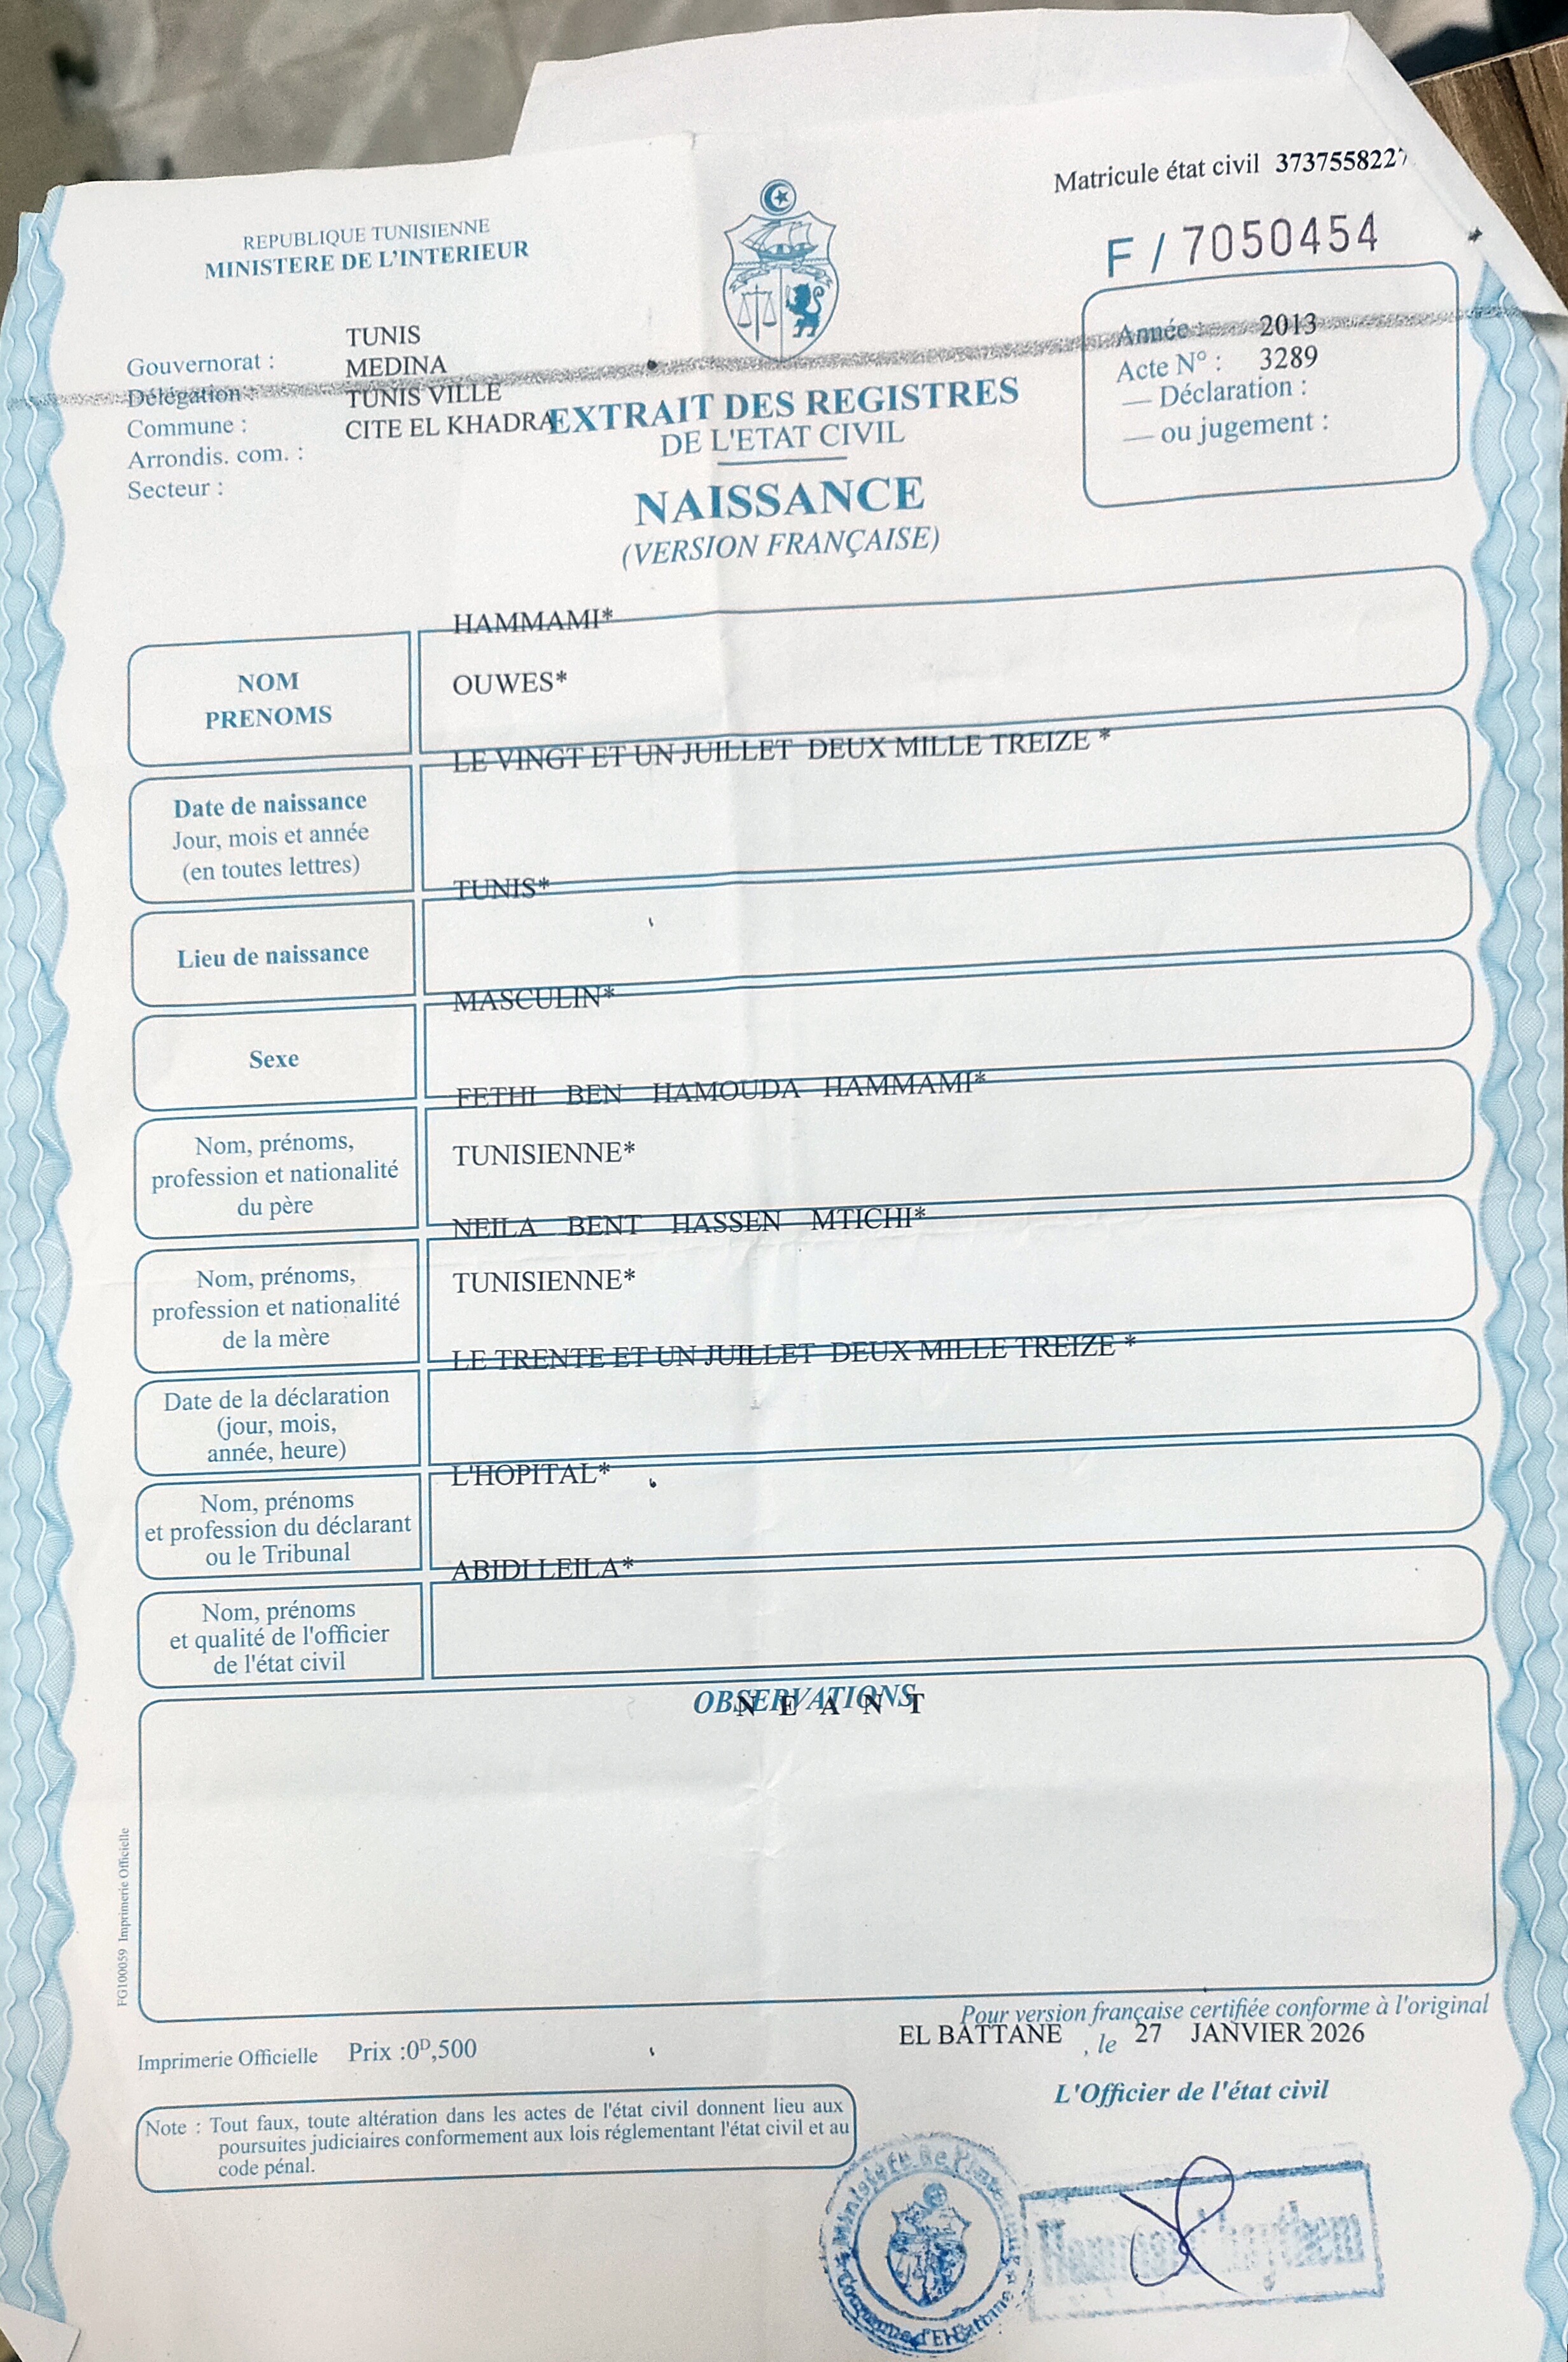 Matricule état civil 3737558227
REPUBLIQUE TUNISIENNE
MINISTERE DE L'INTERIEUR
F / 7050454
Gouvernorat : TUNIS
Délégation : MEDINA
Commune : TUNIS VILLE
Arrondis. com. : CITE EL KHADRA
Secteur :
Année : 2013
Acte N° : 3289
— Déclaration :
— ou jugement :
EXTRAIT DES REGISTRES
DE L'ETAT CIVIL
NAISSANCE
(VERSION FRANÇAISE)
NOM
PRENOMS
HAMMAMI*
OUWES*
Date de naissance
Jour, mois et année
(en toutes lettres)
LE VINGT ET UN JUILLET DEUX MILLE TREIZE *
Lieu de naissance
TUNIS*
Sexe
MASCULIN*
Nom, prénoms,
profession et nationalité
du père
FETHI BEN HAMOUDA HAMMAMI*
TUNISIENNE*
Nom, prénoms,
profession et nationalité
de la mère
NEILA BENT HASSEN MTICHI*
TUNISIENNE*
Date de la déclaration
(jour, mois,
année, heure)
LE TRENTE ET UN JUILLET DEUX MILLE TREIZE *
Nom, prénoms
et profession du déclarant
ou le Tribunal
L'HOPITAL*
Nom, prénoms
et qualité de l'officier
de l'état civil
ABIDI LEILA*
OBSERVATIONS
N E A N T
FG100059 Imprimerie Officielle
Pour version française certifiée conforme à l'original
EL BATTANE , le 27 JANVIER 2026
Imprimerie Officielle Prix :0ᴰ,500
L'Officier de l'état civil
Note : Tout faux, toute altération dans les actes de l'état civil donnent lieu aux
poursuites judiciaires conformement aux lois réglementant l'état civil et au
code pénal.
Ministère de l'Intérieur
Commune d'El Battane